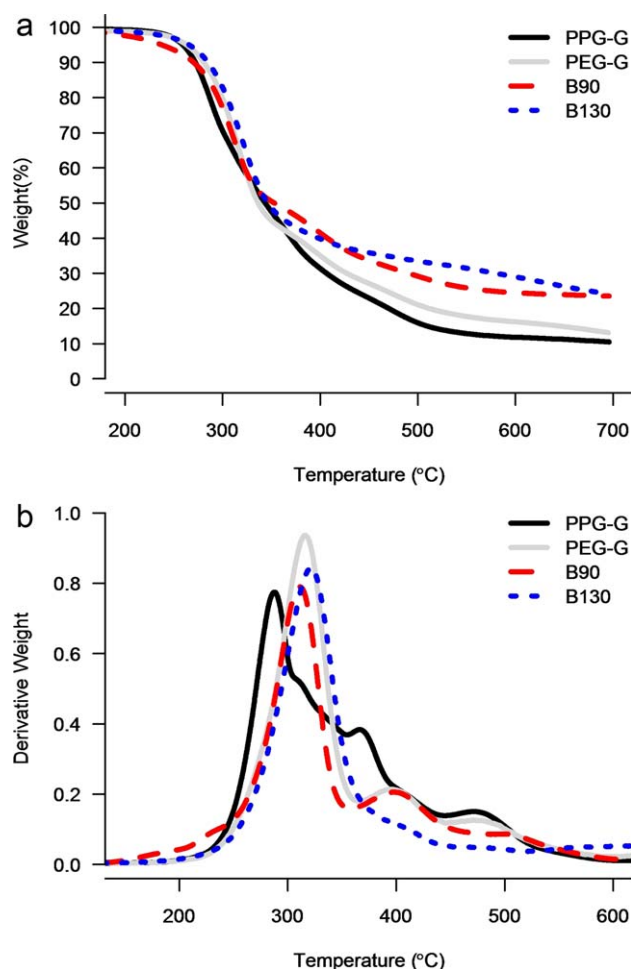 a
PPG-G
PEG-G
B90
B130
Weight(%)
100
90
80
70
60
50
40
30
20
10
0
200 300 400 500 600 700
Temperature (°C)
b
PPG-G
PEG-G
B90
B130
Derivative Weight
1.0
0.8
0.6
0.4
0.2
0.0
200 300 400 500 600
Temperature (°C)